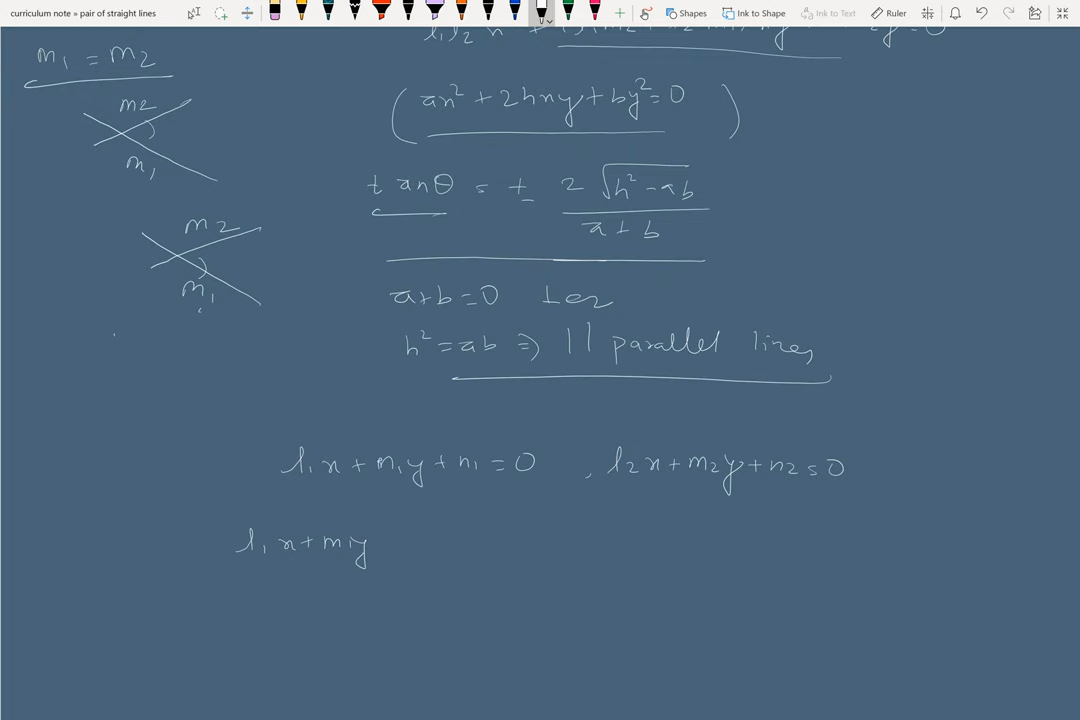 curriculum note » pair of straight lines
Shapes Ink to Shape Ink to Text Ruler
m₁ = m₂
m₂
m₁
(ax² + 2hxy + by² = 0)
tanθ = ± 2√(h² - ab) / (a + b)
m₂
m₁
a + b = 0 ⊥er
h² = ab ⇒ || parallel lines
l₁x + m₁y + n₁ = 0 , l₂x + m₂y + n₂ = 0
l₁x + m₁y